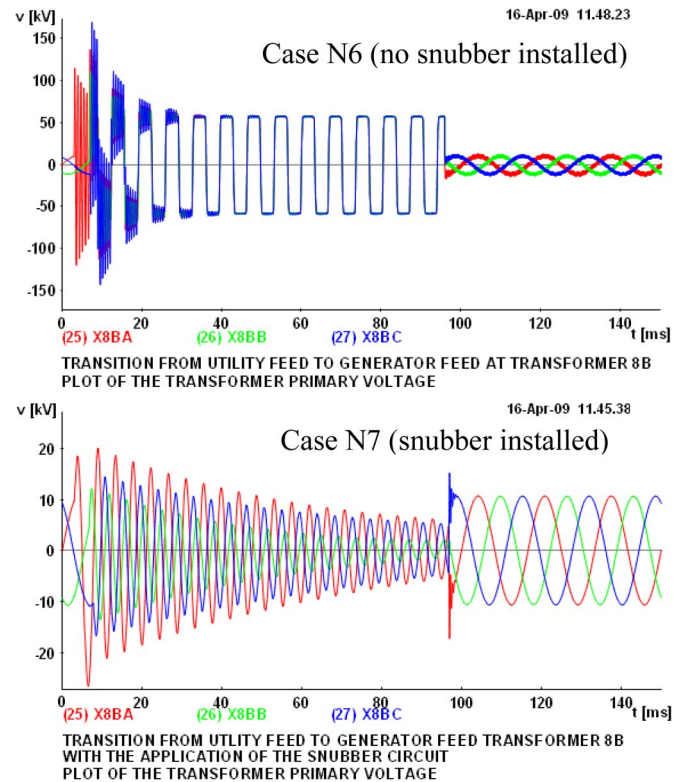 v [kV] 16-Apr-09 11.48.23
Case N6 (no snubber installed)
150
100
50
0
-50
-100
-150
0 20 40 60 80 100 120 140 t [ms]
(25) X8BA (26) X8BB (27) X8BC
TRANSITION FROM UTILITY FEED TO GENERATOR FEED AT TRANSFORMER 8B
PLOT OF THE TRANSFORMER PRIMARY VOLTAGE
v [kV] 16-Apr-09 11.45.38
Case N7 (snubber installed)
20
10
0
-10
-20
0 20 40 60 80 100 120 140 t [ms]
(25) X8BA (26) X8BB (27) X8BC
TRANSITION FROM UTLITY FEED TO GENERATOR FEED TRANSFORMER 8B
WITH THE APPLICATION OF THE SNUBBER CIRCUIT
PLOT OF THE TRANSFORMER PRIMARY VOLTAGE